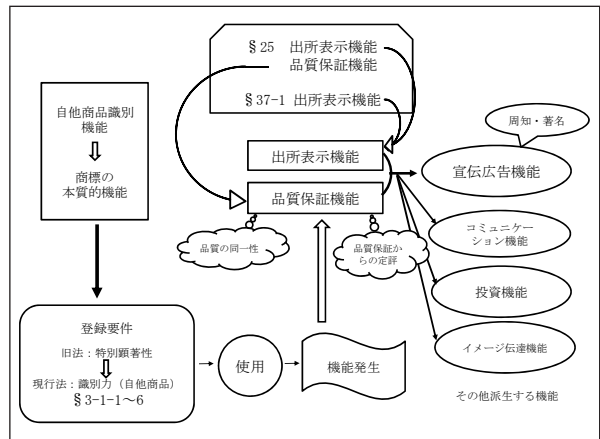 §25 出所表示機能
品質保証機能
§37-1 出所表示機能
自他商品識別
機能
商標の
本質的機能
出所表示機能
品質保証機能
周知・著名
宣伝広告機能
品質の同一性
品質保証か
らの定評
コミュニケー
ション機能
投資機能
イメージ伝達機能
その他派生する機能
登録要件
旧法：特別顕著性
現行法：識別力（自他商品）
§3-1-1～6
使用
機能発生